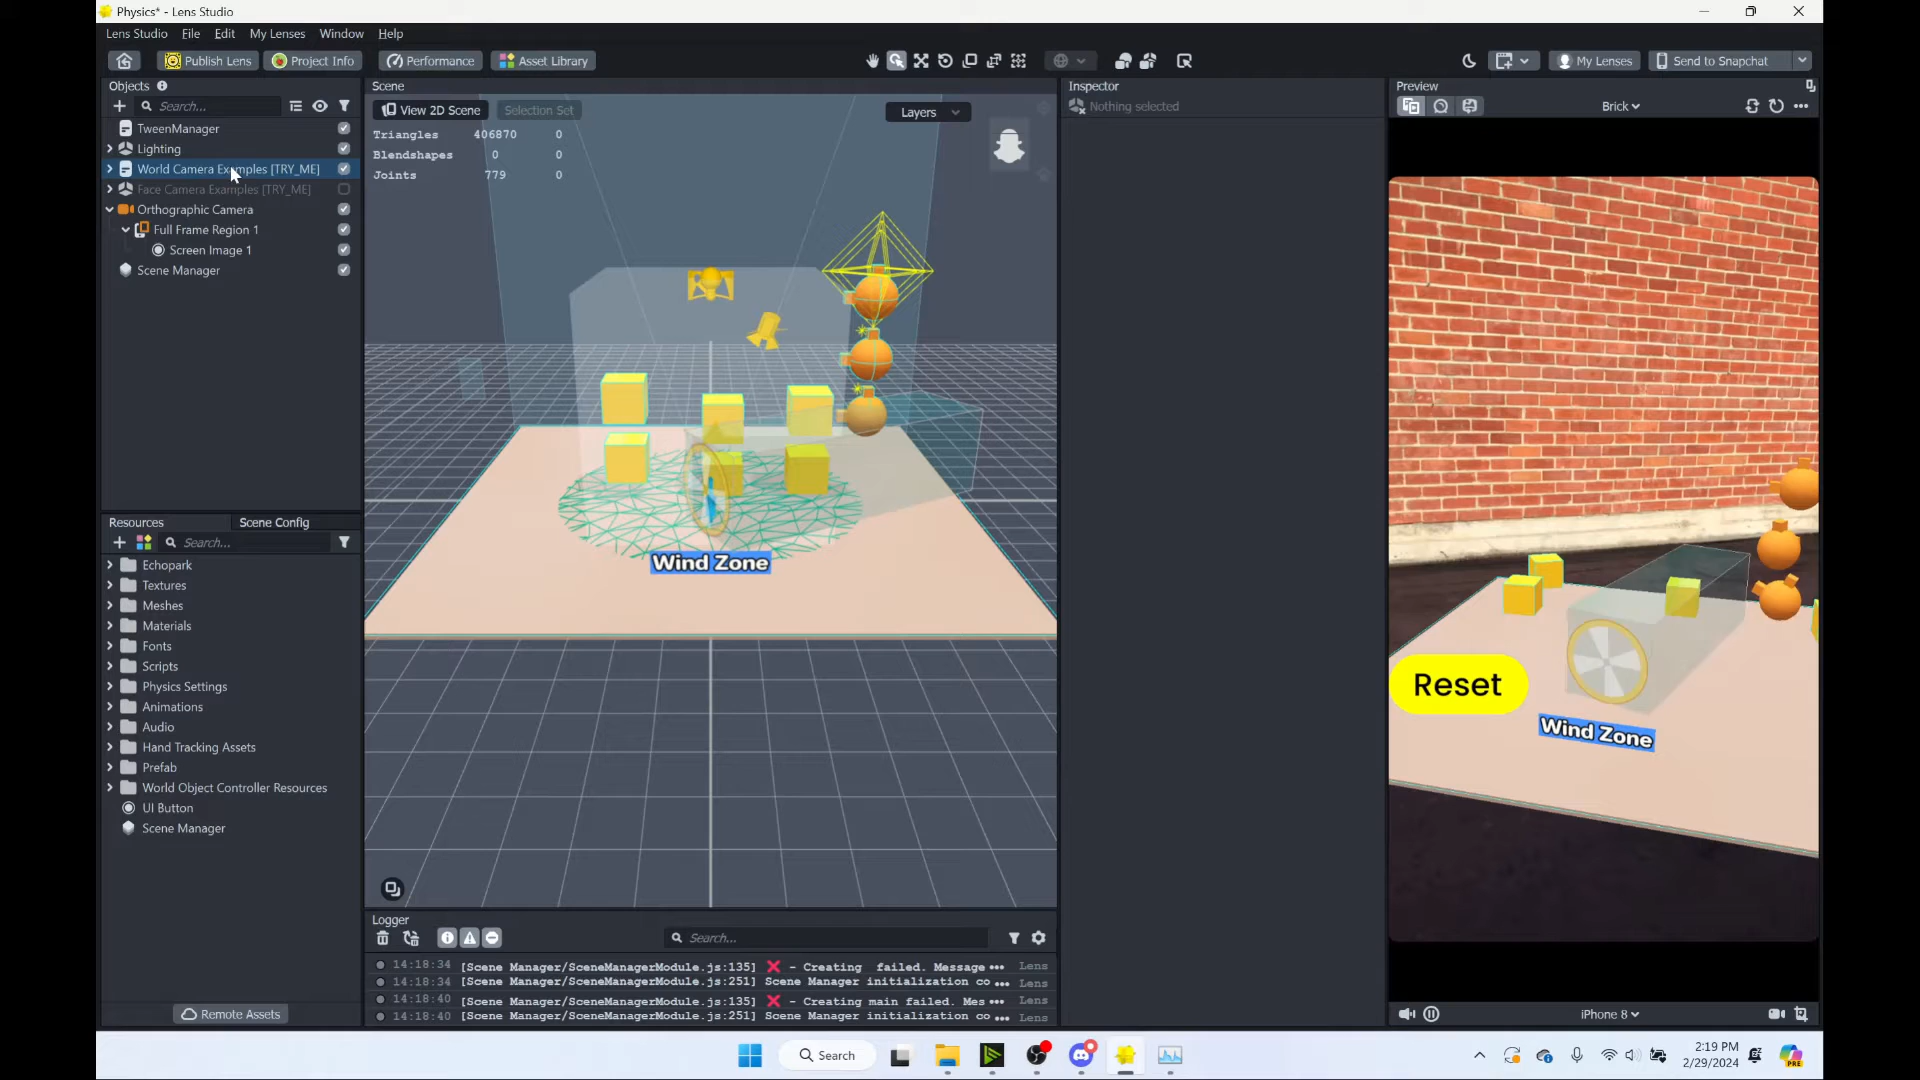 Physics* - Lens Studio
Lens Studio File Edit My Lenses Window Help
Publish Lens Project Info Performance Asset Library My Lenses Send to Snapchat
Objects
Search...
TweenManager
Lighting
World Camera Examples [TRY_ME]
Face Camera Examples [TRY_ME]
Orthographic Camera
Full Frame Region 1
Screen Image 1
Scene Manager
Resources Scene Config
Search...
Echopark
Textures
Meshes
Materials
Fonts
Scripts
Physics Settings
Animations
Audio
Hand Tracking Assets
Prefab
World Object Controller Resources
UI Button
Scene Manager
Remote Assets
Scene
View 2D Scene Selection Set Layers
Triangles 406870 0
Blendshapes 0 0
Joints 779 0
Wind Zone
Logger
Search...
14:18:34 [Scene Manager/SceneManagerModule.js:135] ❌ - Creating failed. Message ••• Lens
14:18:34 [Scene Manager/SceneManagerModule.js:251] Scene Manager initialization co ••• Lens
14:18:40 [Scene Manager/SceneManagerModule.js:135] ❌ - Creating main failed. Mes ••• Lens
14:18:40 [Scene Manager/SceneManagerModule.js:251] Scene Manager initialization co ••• Lens
Inspector
Nothing selected
Preview
Brick
Reset
Wind Zone
iPhone 8
Search
2:19 PM
2/29/2024
PRE